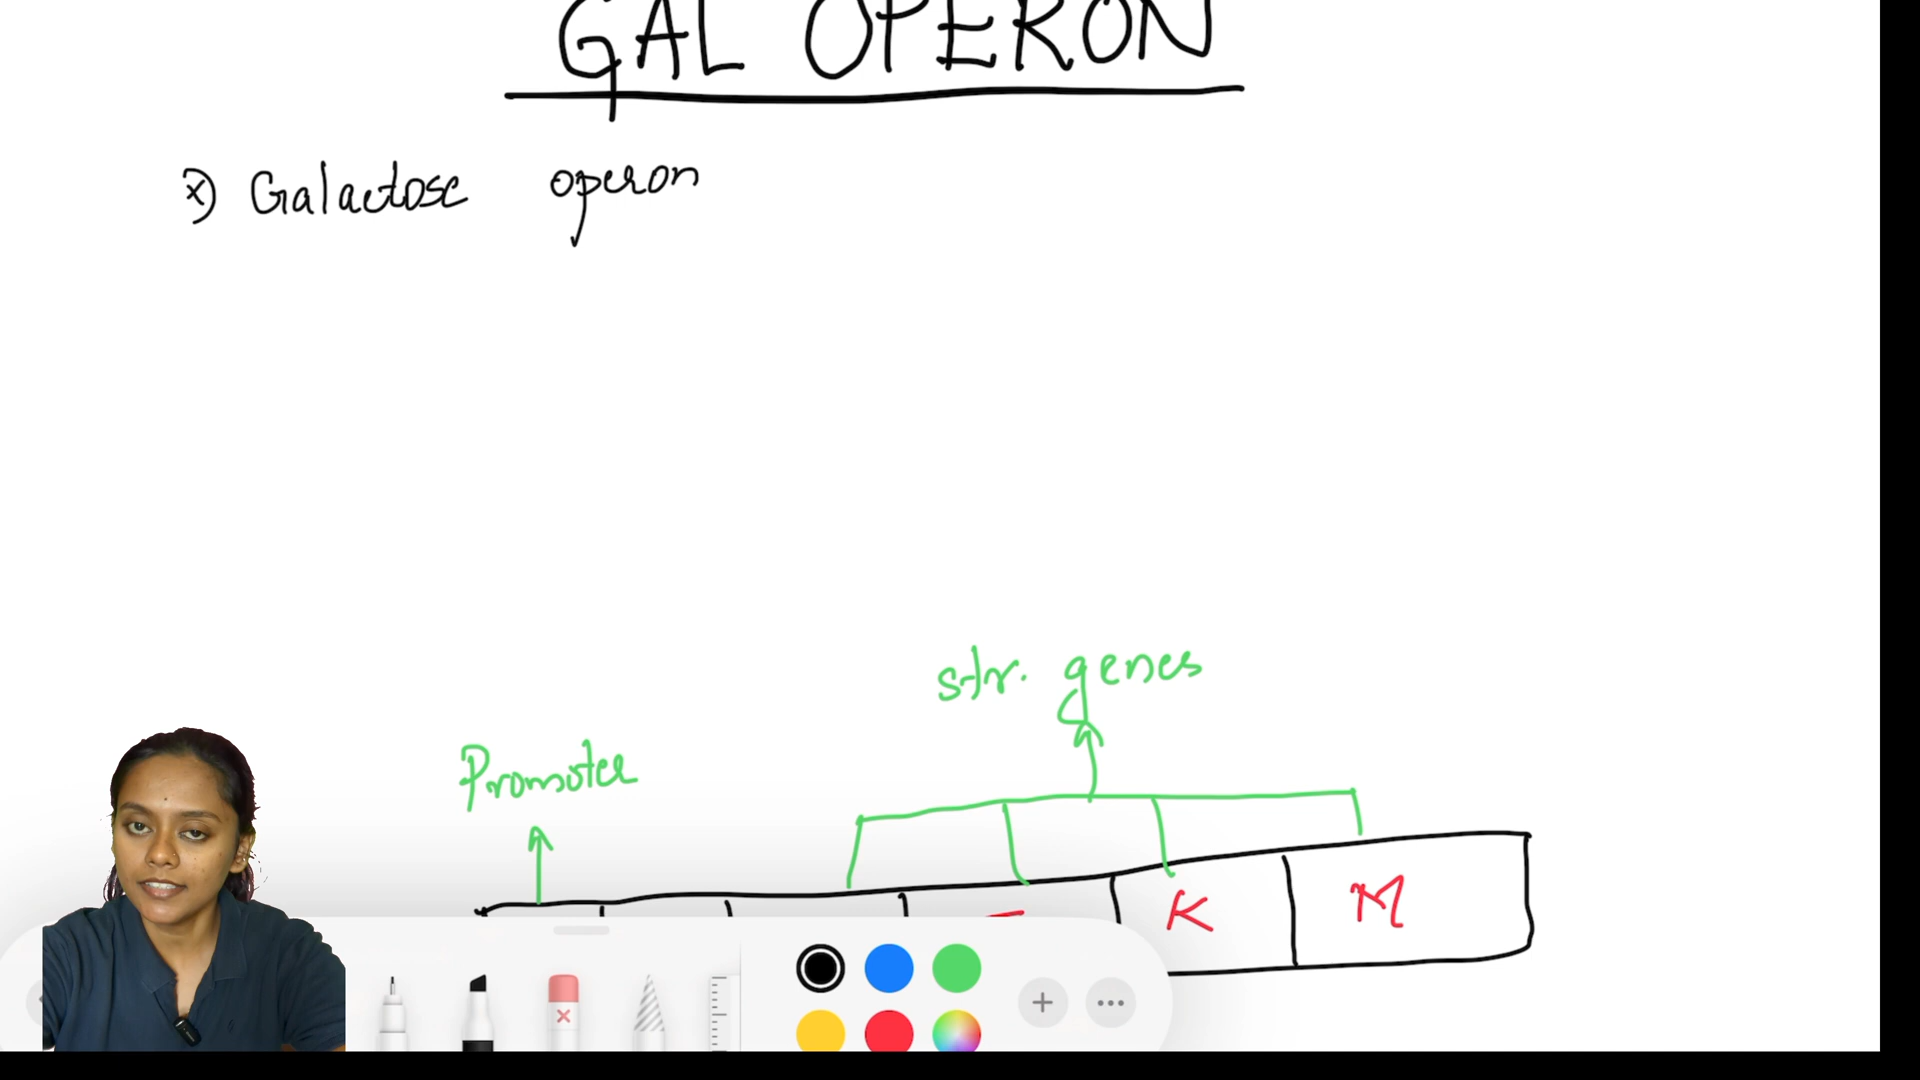 GAL OPERON
*) Galactose operon
str. genes
Promoter
K M